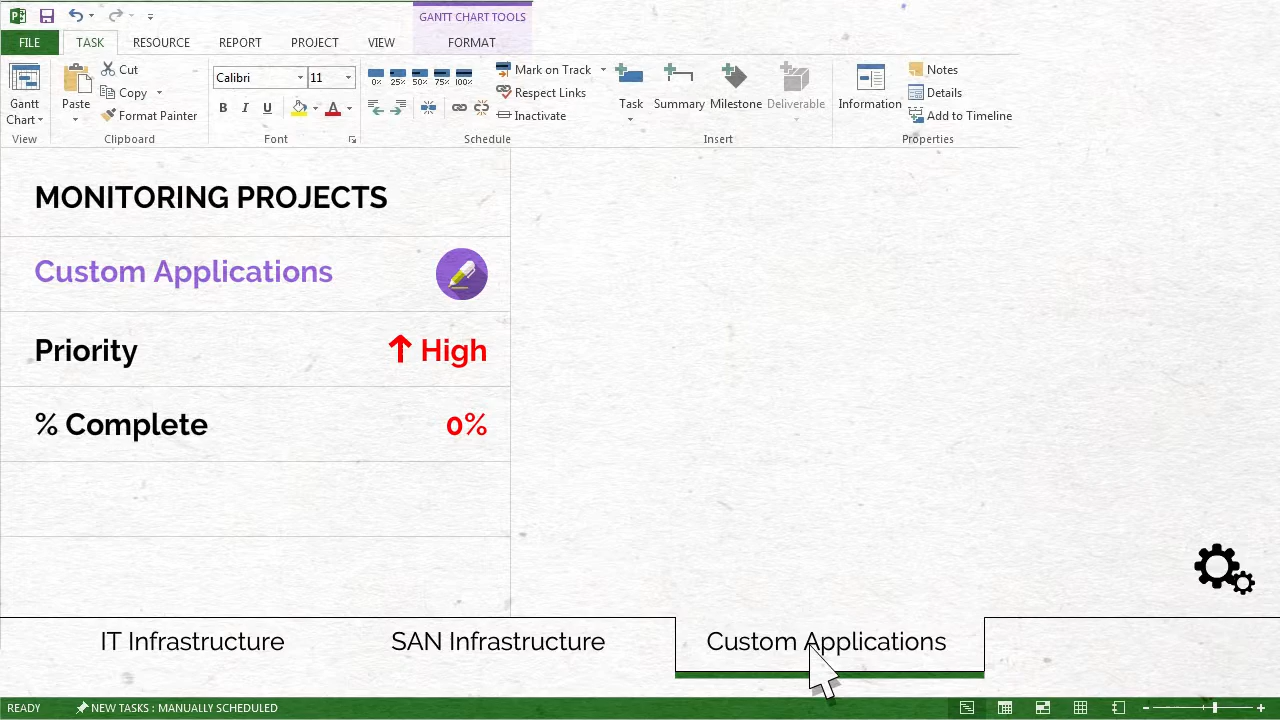 GANTT CHART TOOLS
FILE TASK RESOURCE REPORT PROJECT VIEW FORMAT
Gantt Chart
Paste
Cut
Copy
Format Painter
Calibri 11
B I U A
0% 25% 50% 75% 100%
Mark on Track
Respect Links
Inactivate
Task Summary Milestone Deliverable
Information
Notes
Details
Add to Timeline
View Clipboard Font Schedule Insert Properties
MONITORING PROJECTS
Custom Applications
Priority ↑ High
% Complete 0%
IT Infrastructure SAN Infrastructure Custom Applications
READY NEW TASKS : MANUALLY SCHEDULED